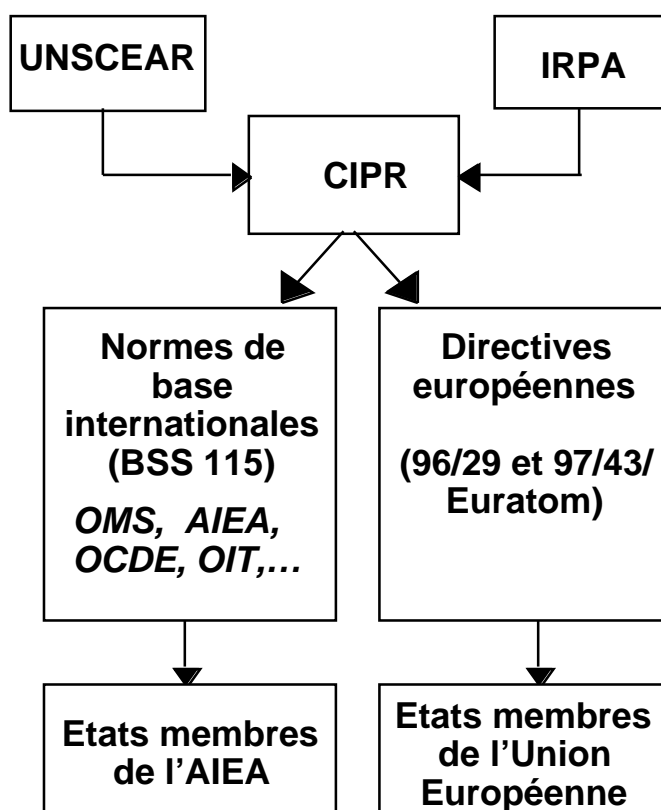 UNSCEAR
IRPA
CIPR
Normes de
base
internationales
(BSS 115)
OMS, AIEA,
OCDE, OIT,…
Directives
européennes
(96/29 et 97/43/
Euratom)
Etats membres
de l’AIEA
Etats membres
de l’Union
Européenne